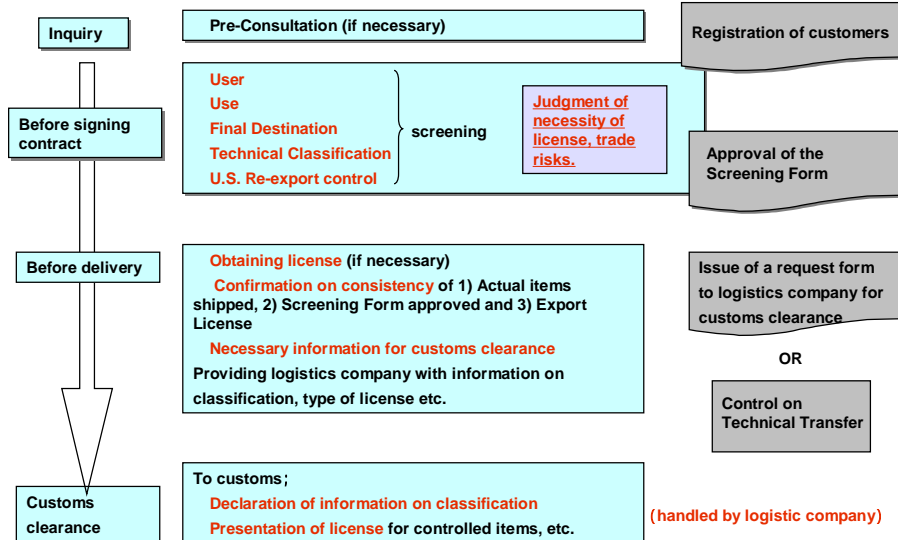 Inquiry
Pre-Consultation (if necessary)
Registration of customers
Before signing
contract
User
Use
Final Destination
Technical Classification
U.S. Re-export control
screening
Judgment of
necessity of
license, trade
risks.
Approval of the
Screening Form
Before delivery
Obtaining license (if necessary)
Confirmation on consistency of 1) Actual items
shipped, 2) Screening Form approved and 3) Export
License
Necessary information for customs clearance
Providing logistics company with information on
classification, type of license etc.
Issue of a request form
to logistics company for
customs clearance
OR
Control on
Technical Transfer
Customs
clearance
To customs;
Declaration of information on classification
Presentation of license for controlled items, etc.
(handled by logistic company)